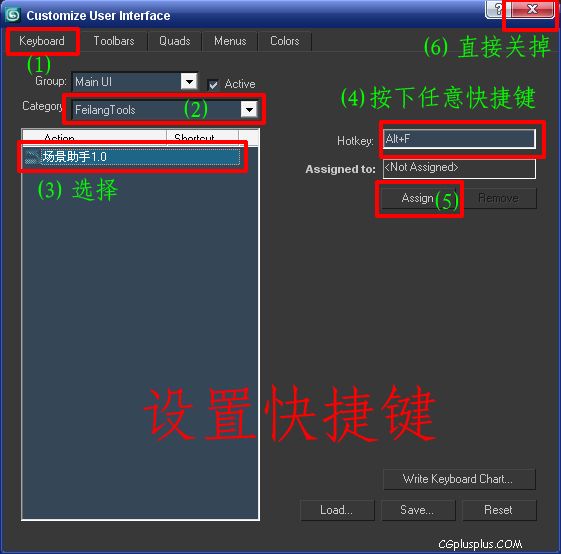 Customize User Interface
Keyboard Toolbars Quads Menus Colors
(6) 直接关掉
(1)
Group: Main UI Active
(4) 按下任意快捷键
Category FeilangTools (2)
Action Shortcut
Hotkey: Alt+F
场景助手1.0
Assigned to: <Not Assigned>
(3) 选择
Assign (5) Remove
设置快捷键
Write Keyboard Chart...
Load... Save... Reset
CGplusplus.COM